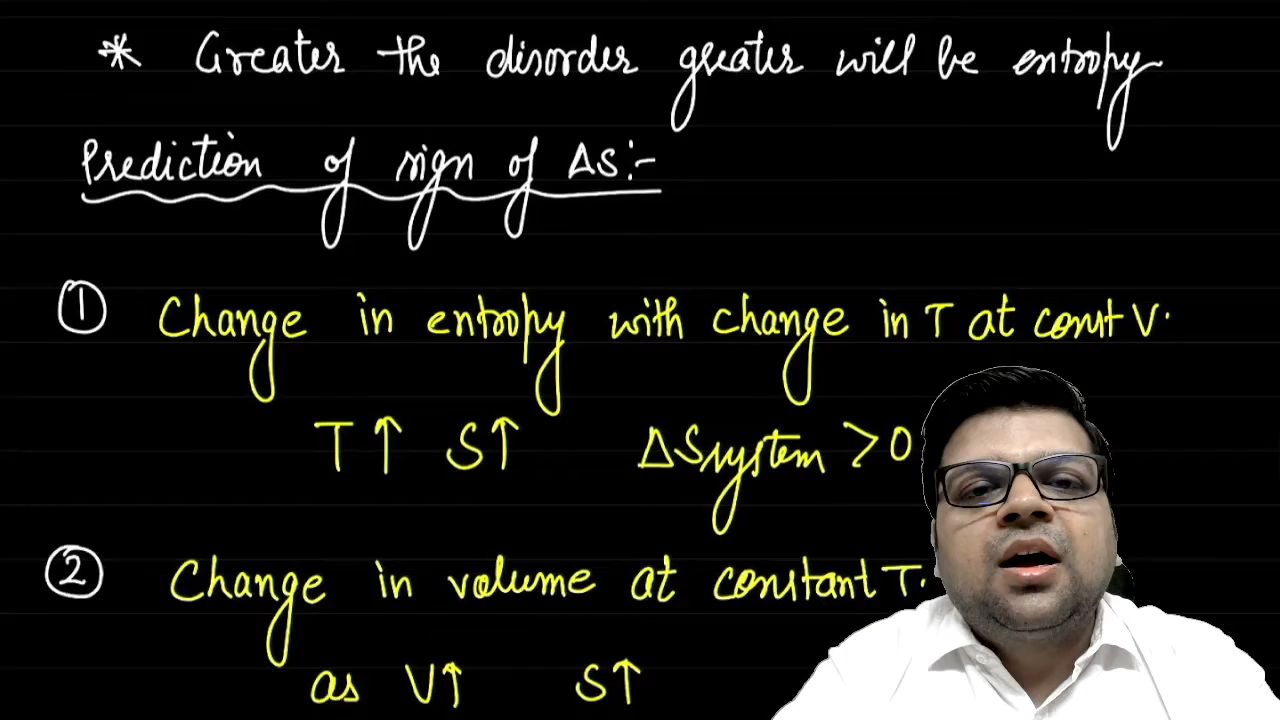 * Greater the disorder greater will be entropy
Prediction of sign of ΔS:-
① Change in entropy with change in T at const V.
T↑ S↑ ΔSsystem >0
② Change in volume at constant T.
as V↑ S↑